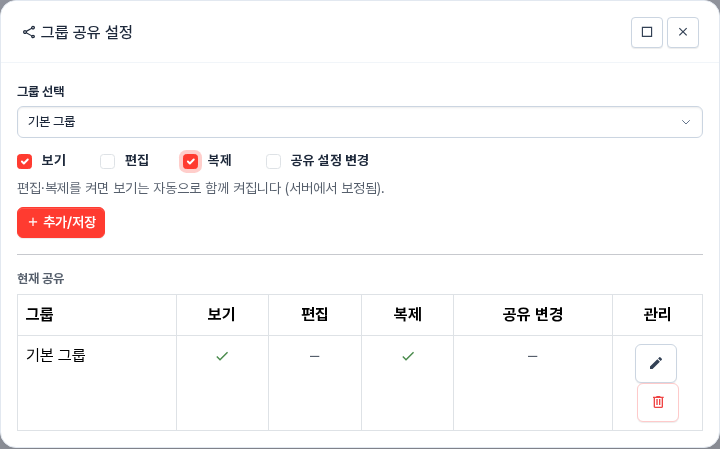 그룹 공유 설정
그룹 선택
기본 그룹
보기 편집 복제 공유 설정 변경
편집·복제를 켜면 보기는 자동으로 함께 켜집니다 (서버에서 보정됨).
+ 추가/저장
현재 공유
그룹 보기 편집 복제 공유 변경 관리
기본 그룹 ✓ – ✓ –